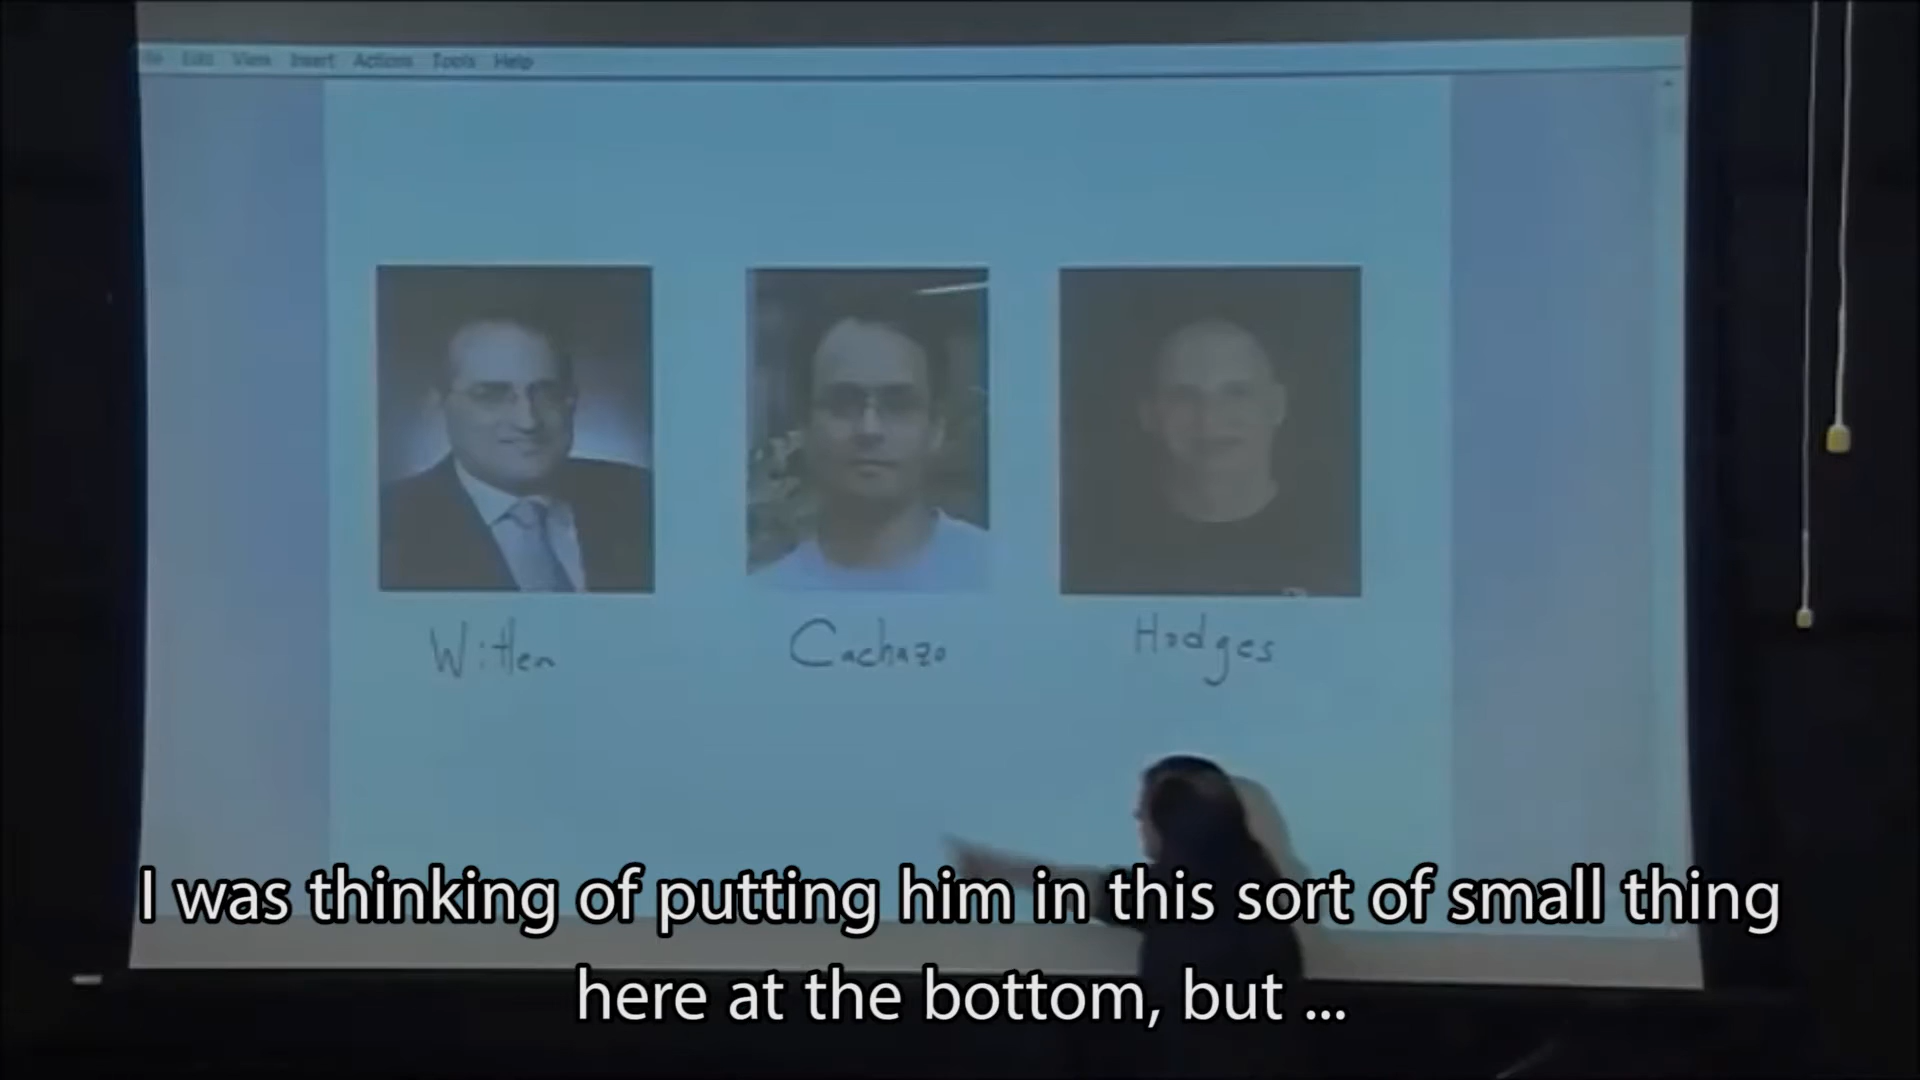 Edit View Insert Actions Tools Help
Witten Cachazo Hodges
I was thinking of putting him in this sort of small thing
here at the bottom, but ...